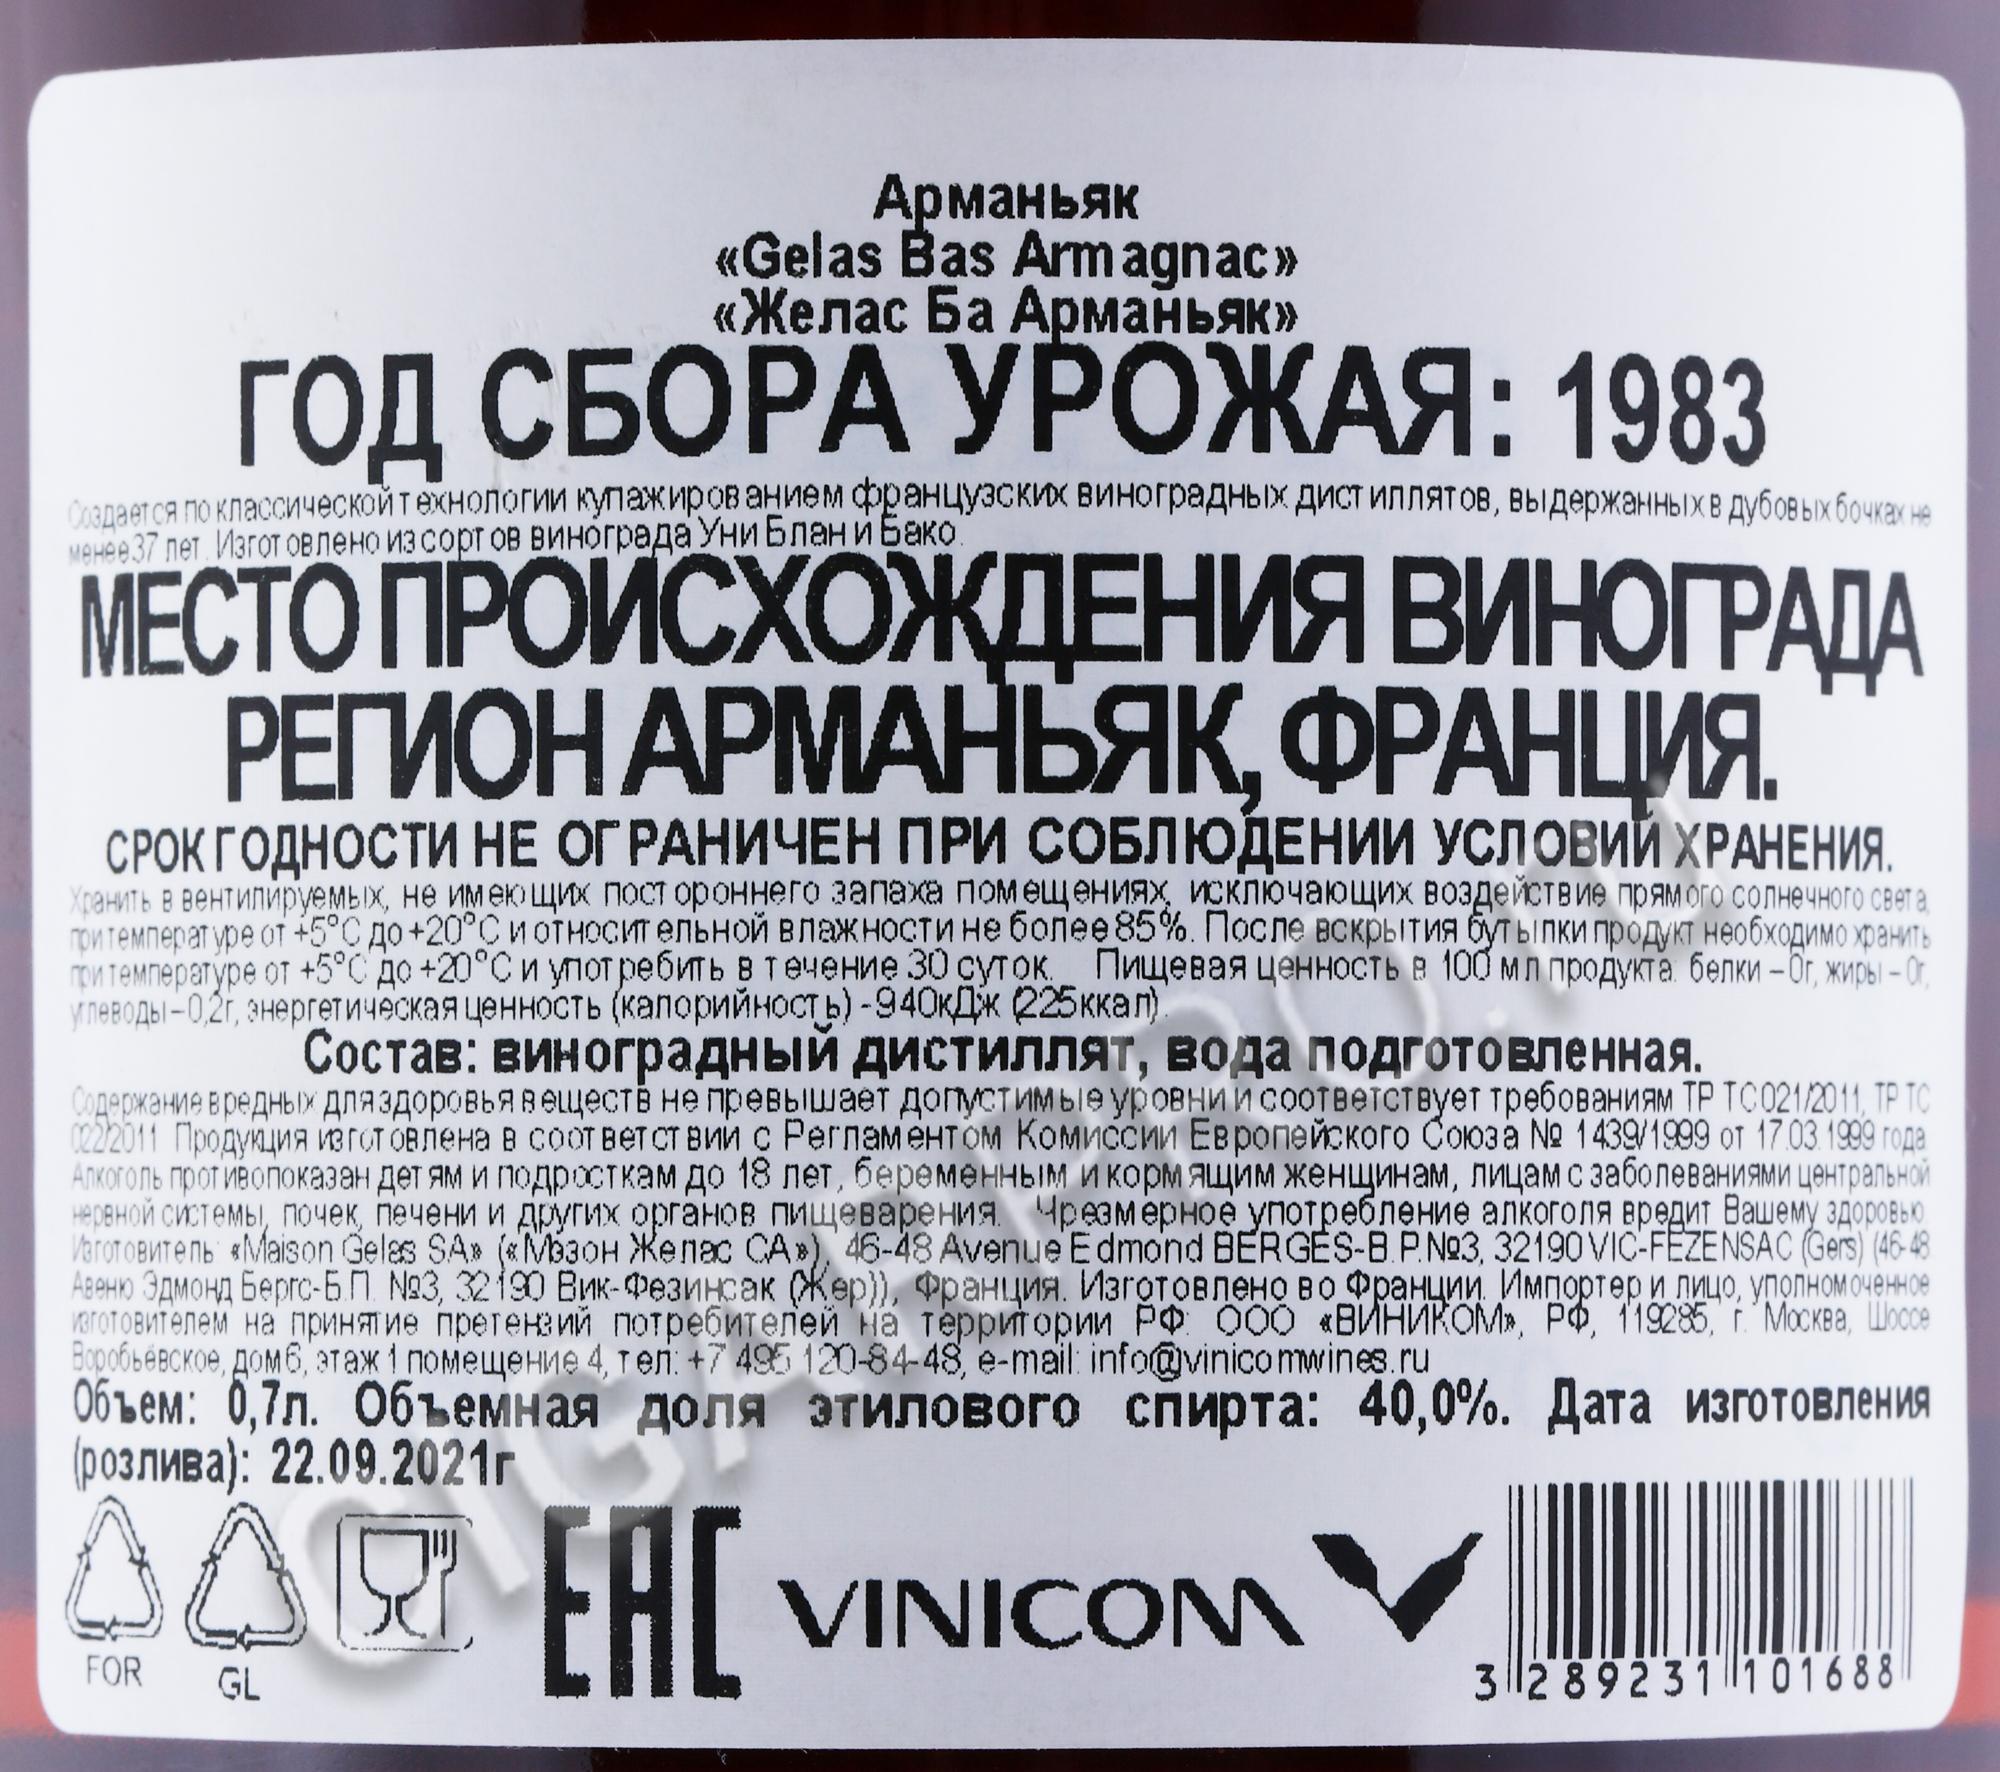 Арманьяк
«Gelas Bas Armagnac»
«Желас Ба Арманьяк»
ГОД СБОРА УРОЖАЯ: 1983
Создается по классической технологии купажированием французских виноградных дистиллятов, выдержанных в дубовых бочках не
менее 37 лет. Изготовлено из сортов винограда Уни Блан и Бако.
МЕСТО ПРОИСХОЖДЕНИЯ ВИНОГРАДА
РЕГИОН АРМАНЬЯК, ФРАНЦИЯ.
СРОК ГОДНОСТИ НЕ ОГРАНИЧЕН ПРИ СОБЛЮДЕНИИ УСЛОВИЙ ХРАНЕНИЯ.
Хранить в вентилируемых, не имеющих постороннего запаха помещениях, исключающих воздействие прямого солнечного света,
при температуре от +5°С до +20°С и относительной влажности не более 85%. После вскрытия бутылки продукт необходимо хранить
при температуре от +5°С до +20°С и употребить в течение 30 суток. Пищевая ценность в 100 мл продукта: белки – 0г, жиры – 0г,
углеводы – 0,2г, энергетическая ценность (калорийность) - 940кДж (225ккал).
Состав: виноградный дистиллят, вода подготовленная.
Содержание вредных для здоровья веществ не превышает допустимые уровни и соответствует требованиям ТР ТС 021/2011, ТР ТС
022/2011. Продукция изготовлена в соответствии с Регламентом Комиссии Европейского Союза № 1439/1999 от 17.03.1999 года.
Алкоголь противопоказан детям и подросткам до 18 лет, беременным и кормящим женщинам, лицам с заболеваниями центральной
нервной системы, почек, печени и других органов пищеварения. Чрезмерное употребление алкоголя вредит Вашему здоровью.
Изготовитель: «Maison Gelas SA» («Мэзон Желас СА»), 46-48 Avenue Edmond BERGES-B.P.№3, 32190 VIC-FEZENSAC (Gers) (46-48
Авеню Эдмонд Бергс-Б.П. №3, 32190 Вик-Фезинсак (Жер)), Франция. Изготовлено во Франции. Импортер и лицо, уполномоченное
изготовителем на принятие претензий потребителей на территории РФ: ООО «ВИНИКОМ», РФ, 119285, г. Москва, Шоссе
Воробьёвское, дом 6, этаж 1 помещение 4, тел: +7 495 120-84-48, e-mail: info@vinicomwines.ru
Объем: 0,7л. Объемная доля этилового спирта: 40,0%. Дата изготовления
(розлива): 22.09.2021г
FOR
GL
EAC
VINICOM
3 289231 101688
CIGARPRO.ru